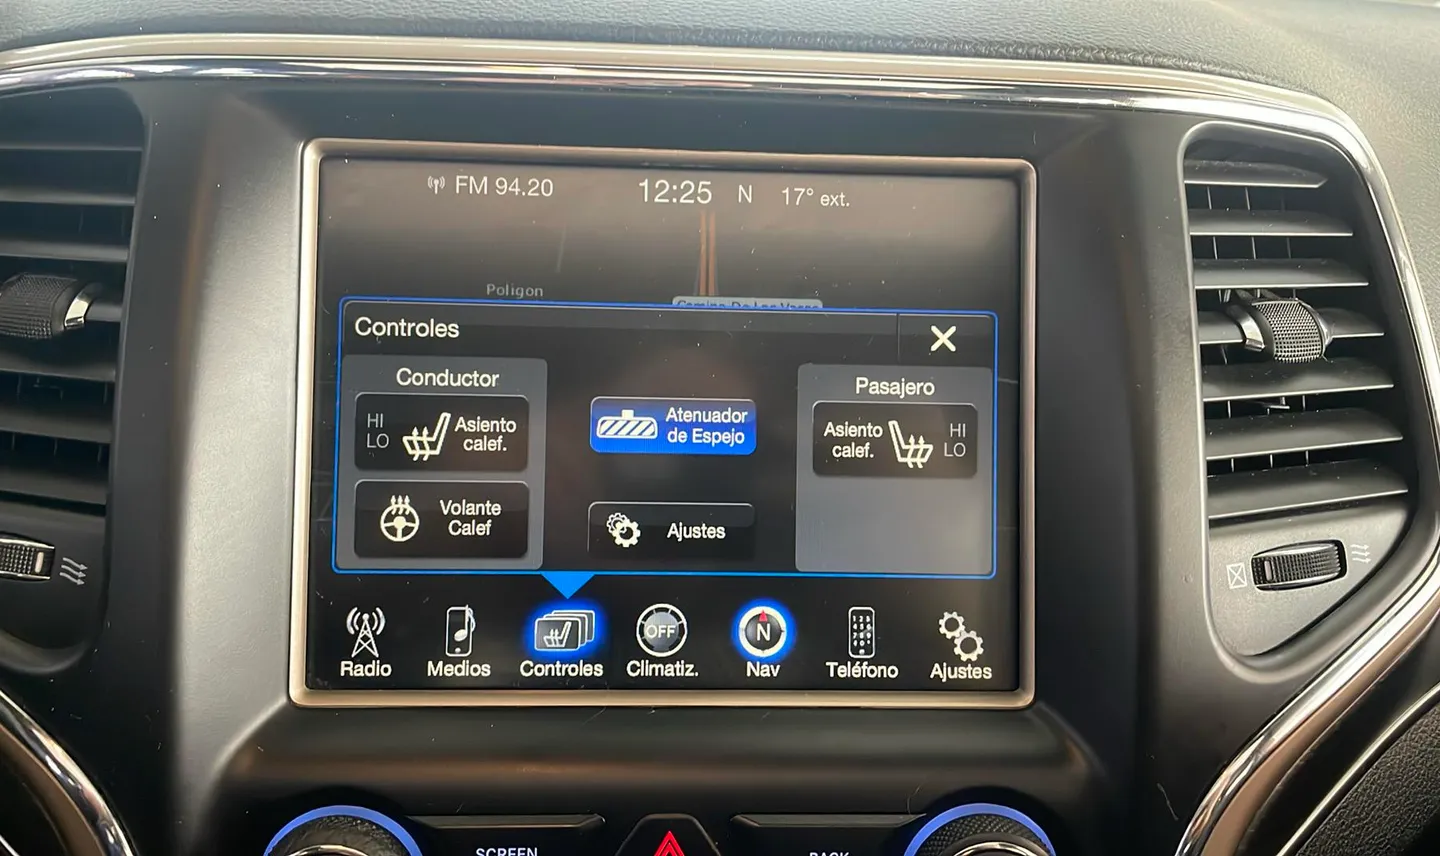 FM 94.20
12:25 N 17° ext.
Poligon
Controles
Conductor
HI
LO
Asiento
calef.
Volante
Calef
Atenuador
de Espejo
Ajustes
Pasajero
Asiento
calef.
HI
LO
Radio
Medios
Controles
OFF
Climatiz.
N
Nav
Teléfono
Ajustes
SCREEN
BACK